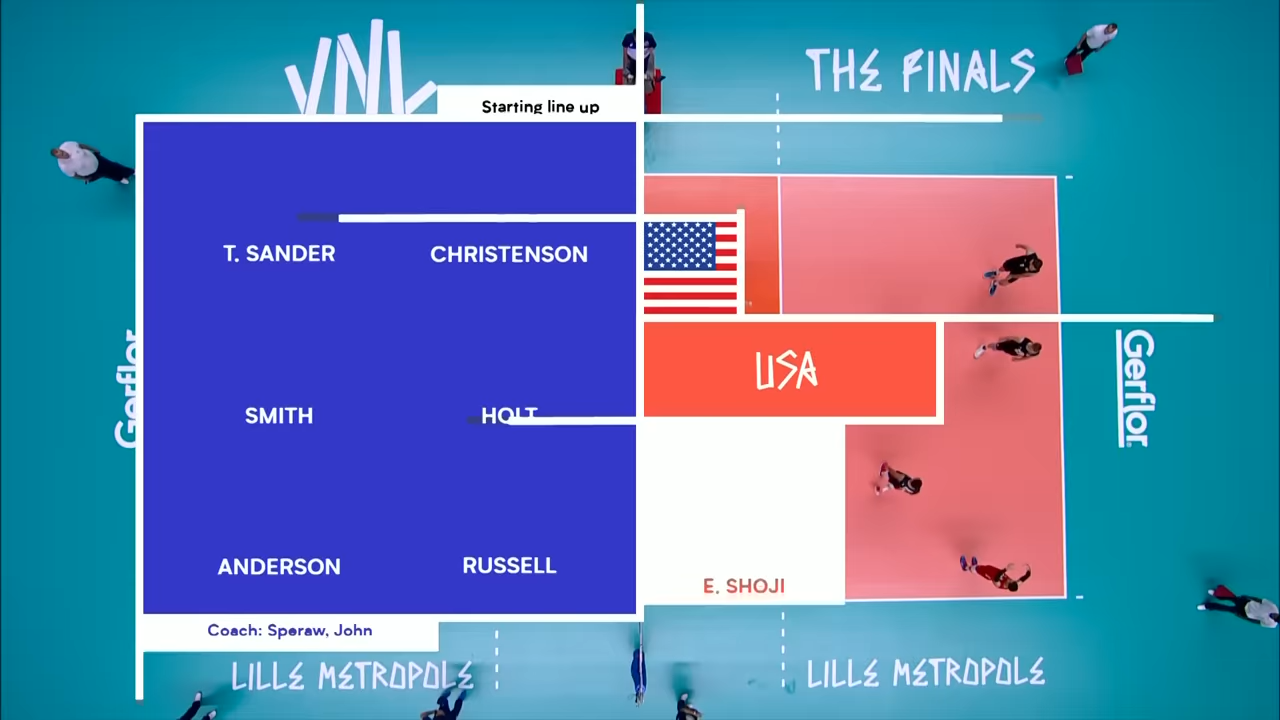 VNL
THE FINALS
Starting line up
T. SANDER
CHRISTENSON
USA
Gerflor
Gerflor
SMITH
HOLT
ANDERSON
RUSSELL
E. SHOJI
Coach: Speraw, John
LILLE METROPOLE
LILLE METROPOLE